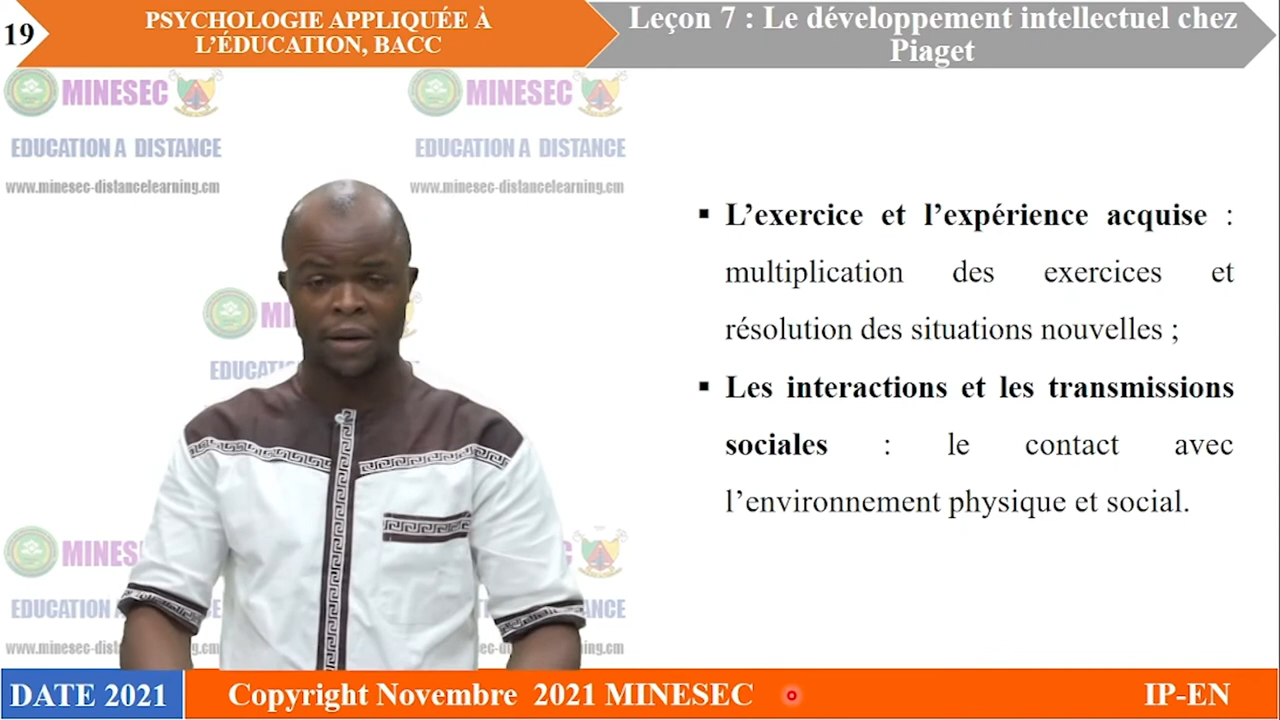 19
PSYCHOLOGIE APPLIQUÉE À
L'ÉDUCATION, BACC
Leçon 7 : Le développement intellectuel chez
Piaget
MINESEC
MINESEC
EDUCATION A DISTANCE
EDUCATION A DISTANCE
www.minesec-distancelearning.cm
www.minesec-distancelearning.cm
▪ L'exercice et l'expérience acquise :
multiplication des exercices et
résolution des situations nouvelles ;
▪ Les interactions et les transmissions
sociales : le contact avec
l'environnement physique et social.
DATE 2021
Copyright Novembre 2021 MINESEC
IP-EN